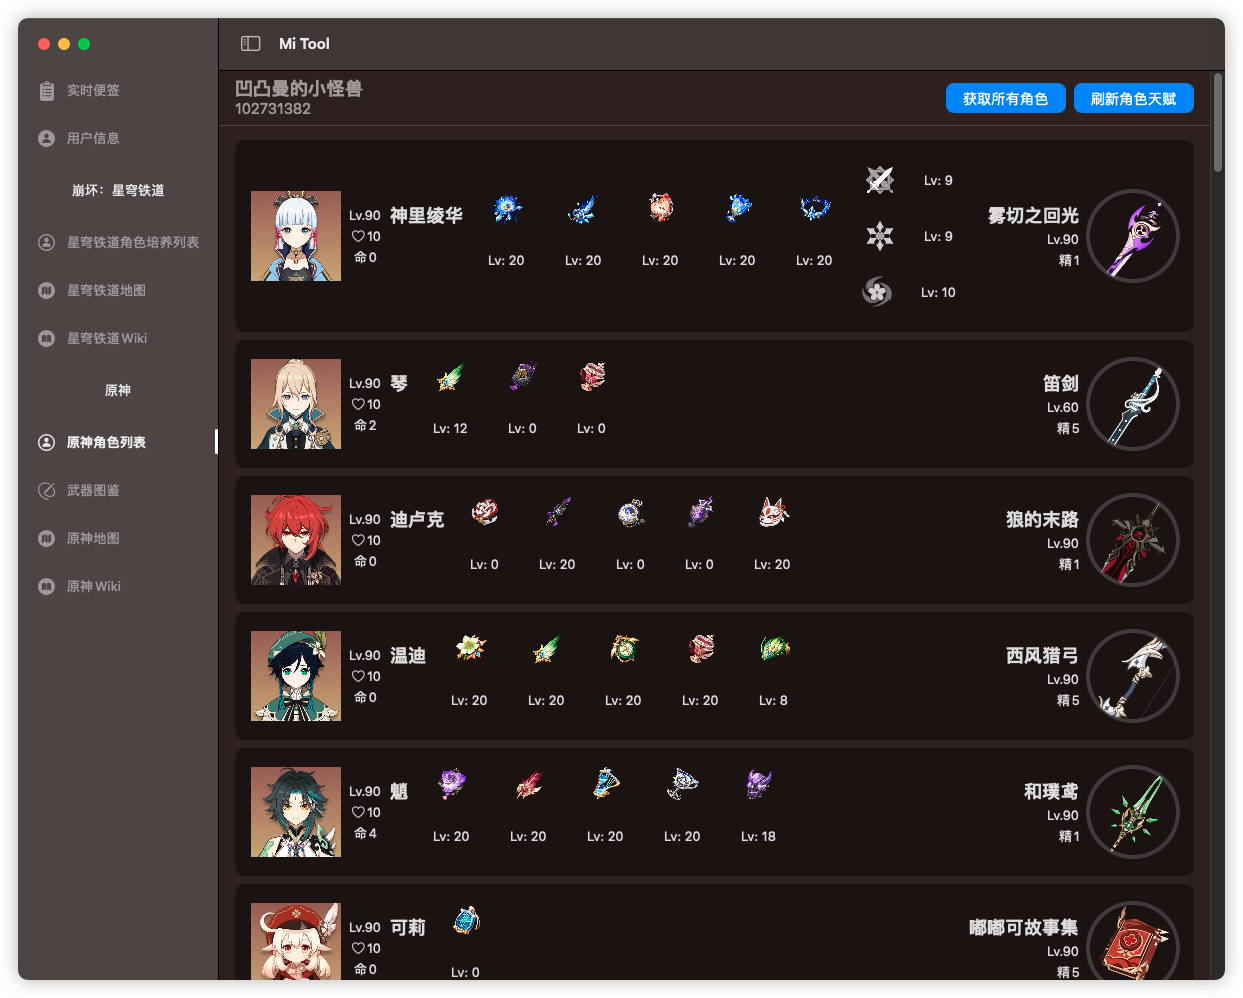 Mi Tool
实时便签
用户信息
崩坏：星穹铁道
星穹铁道角色培养列表
星穹铁道地图
星穹铁道Wiki
原神
原神角色列表
武器图鉴
原神地图
原神Wiki
凹凸曼的小怪兽
102731382
获取所有角色
刷新角色天赋
Lv.90 神里绫华
10
命0
Lv: 20 Lv: 20 Lv: 20 Lv: 20 Lv: 20
Lv: 9
Lv: 9
Lv: 10
雾切之回光
Lv.90
精1
Lv.90 琴
10
命2
Lv: 12 Lv: 0 Lv: 0
笛剑
Lv.60
精5
Lv.90 迪卢克
10
命0
Lv: 0 Lv: 20 Lv: 0 Lv: 0 Lv: 20
狼的末路
Lv.90
精1
Lv.90 温迪
10
命0
Lv: 20 Lv: 20 Lv: 20 Lv: 20 Lv: 8
西风猎弓
Lv.90
精5
Lv.90 魈
10
命4
Lv: 20 Lv: 20 Lv: 20 Lv: 20 Lv: 18
和璞鸢
Lv.90
精1
Lv.90 可莉
10
命0
Lv: 0
嘟嘟可故事集
Lv.90
精5